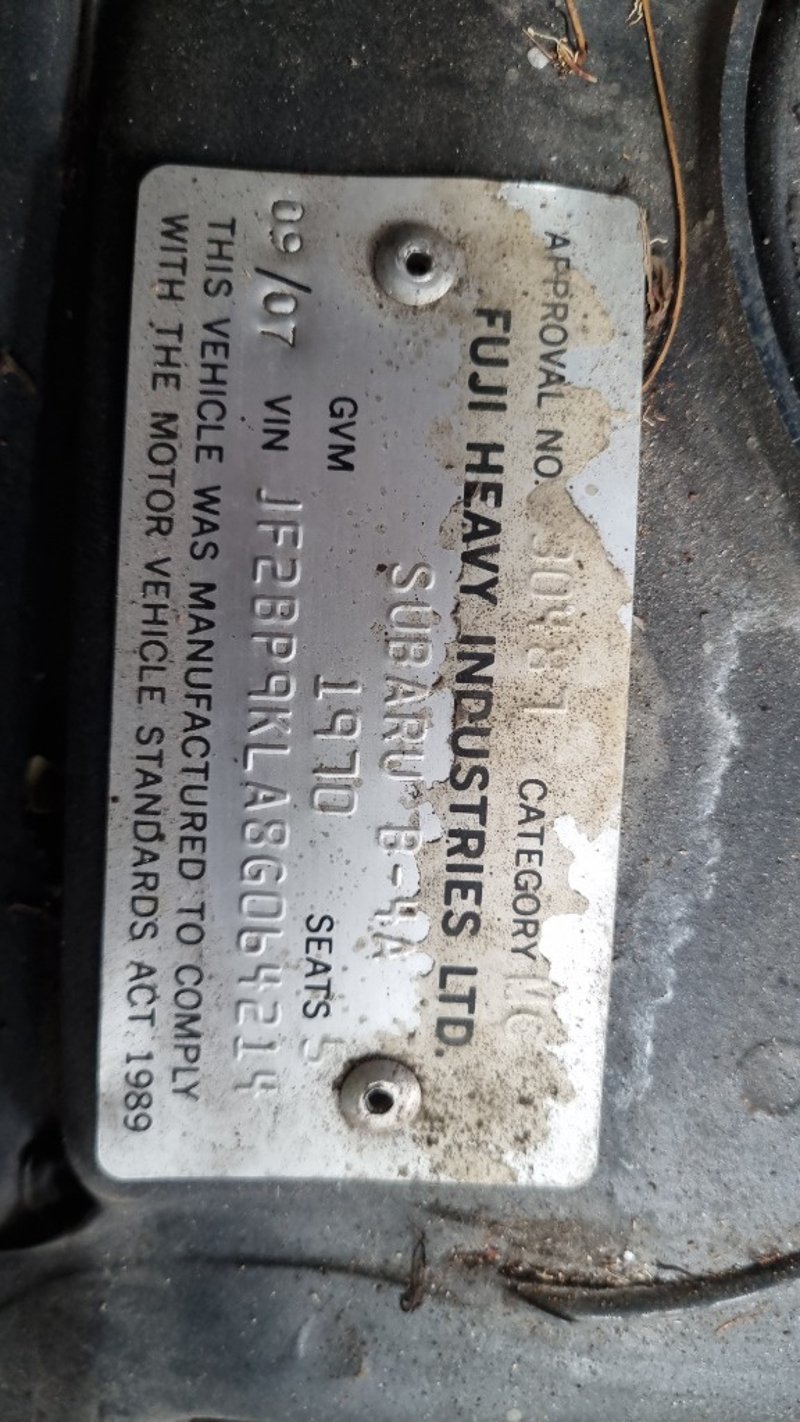 APPROVAL NO. CATEGORY MC
FUJI HEAVY INDUSTRIES LTD.
SUBARU B-4A
GVM 1970 SEATS 5
09/07 VIN JF2BP9KLA8G064214
THIS VEHICLE WAS MANUFACTURED TO COMPLY
WITH THE MOTOR VEHICLE STANDARDS ACT 1989